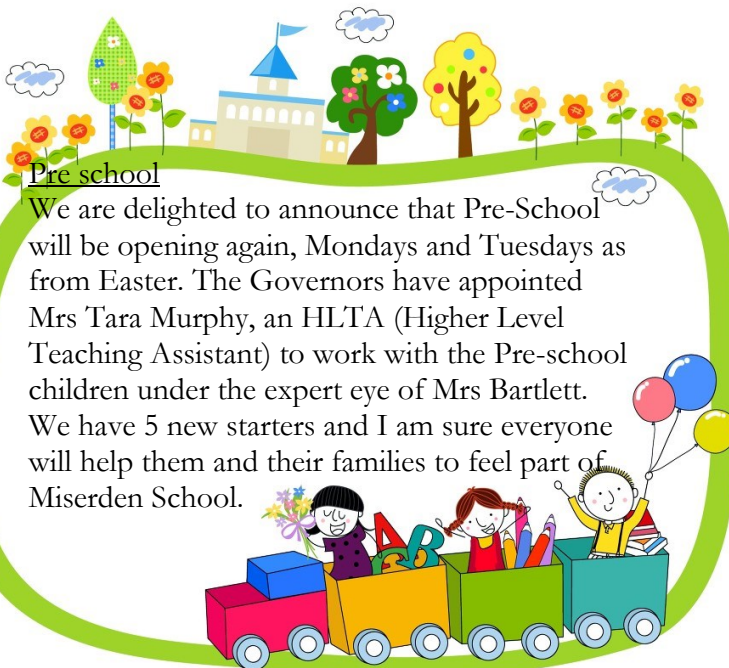 Pre school
We are delighted to announce that Pre-School
will be opening again, Mondays and Tuesdays as
from Easter. The Governors have appointed
Mrs Tara Murphy, an HLTA (Higher Level
Teaching Assistant) to work with the Pre-school
children under the expert eye of Mrs Bartlett.
We have 5 new starters and I am sure everyone
will help them and their families to feel part of
Miserden School.
A B C